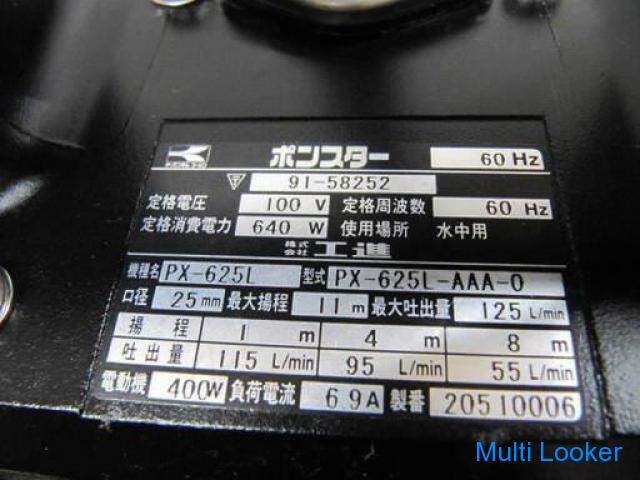 ポンスター 60 Hz
91-58252
定格電圧 100 V 定格周波数 60 Hz
定格消費電力 640 W 使用場所 水中用
株式会社 工進
機種名 PX-625L 型式 PX-625L-AAA-0
口径 25mm 最大揚程 11m 最大吐出量 125 L/min
揚程 1 m 4 m 8 m
吐出量 115 L/min 95 L/min 55 L/min
電動機 400W 負荷電流 6.9A 製番 20510006
Multi Looker